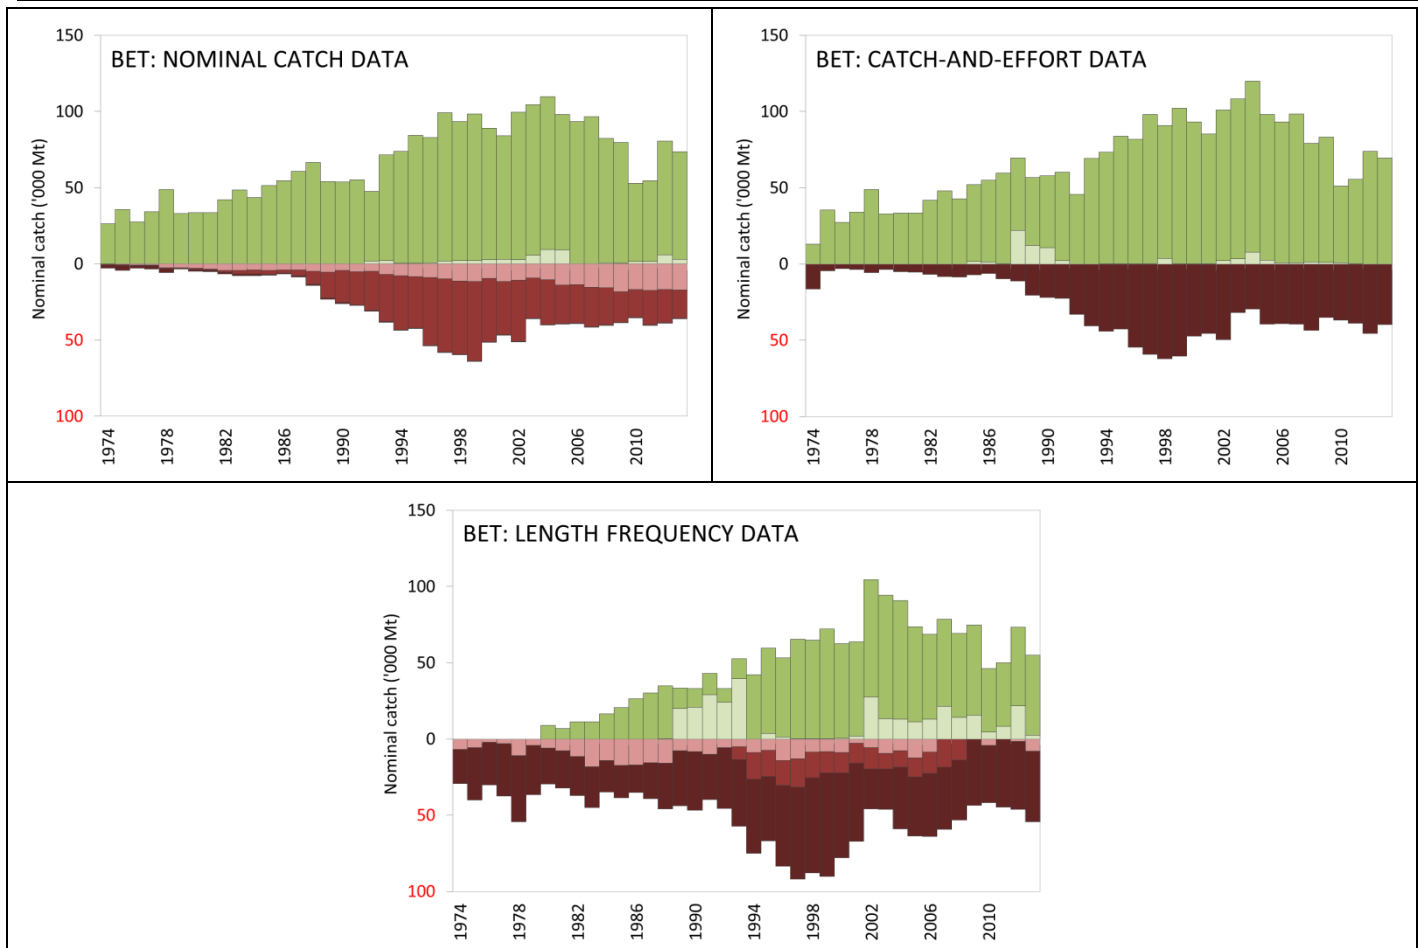 BET: NOMINAL CATCH DATA
Nominal catch ('000 Mt)
150
100
50
0
50
100
1974 1978 1982 1986 1990 1994 1998 2002 2006 2010
BET: CATCH-AND-EFFORT DATA
Nominal catch ('000 Mt)
150
100
50
0
50
100
1974 1978 1982 1986 1990 1994 1998 2002 2006 2010
BET: LENGTH FREQUENCY DATA
Nominal catch ('000 Mt)
150
100
50
0
50
100
1974 1978 1982 1986 1990 1994 1998 2002 2006 2010